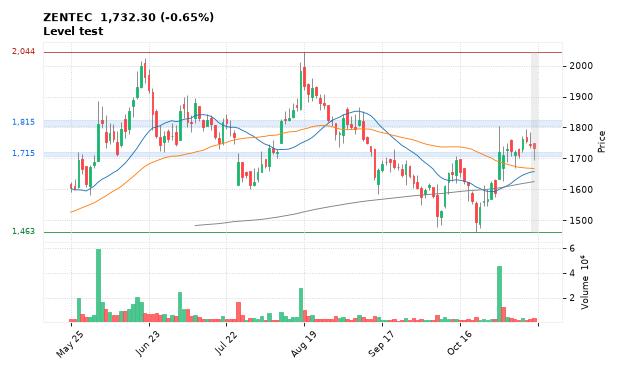 ZENTEC 1,732.30 (-0.65%)
Level test
2,044
1,815
1,715
1,463
2000
1900
1800
1700
1600
1500
Price
6
4
2
Volume 10⁶
May 25
Jun 23
Jul 22
Aug 19
Sep 17
Oct 16